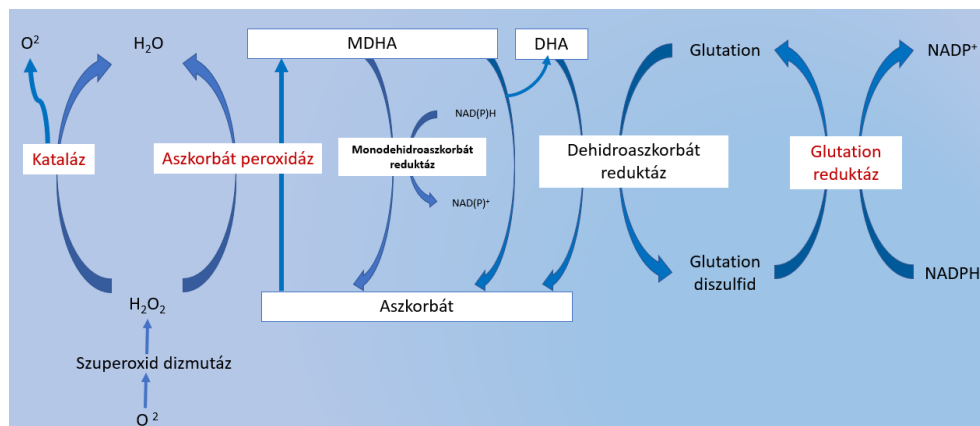 O²
H₂O
MDHA
DHA
Glutation
NADP⁺
NAD(P)H
Kataláz
Aszkorbát peroxidáz
Monodehidroaszkorbát
reduktáz
Dehidroaszkorbát
reduktáz
Glutation
reduktáz
NAD(P)⁺
Glutation
diszulfid
NADPH
H₂O₂
Aszkorbát
Szuperoxid dizmutáz
O ²